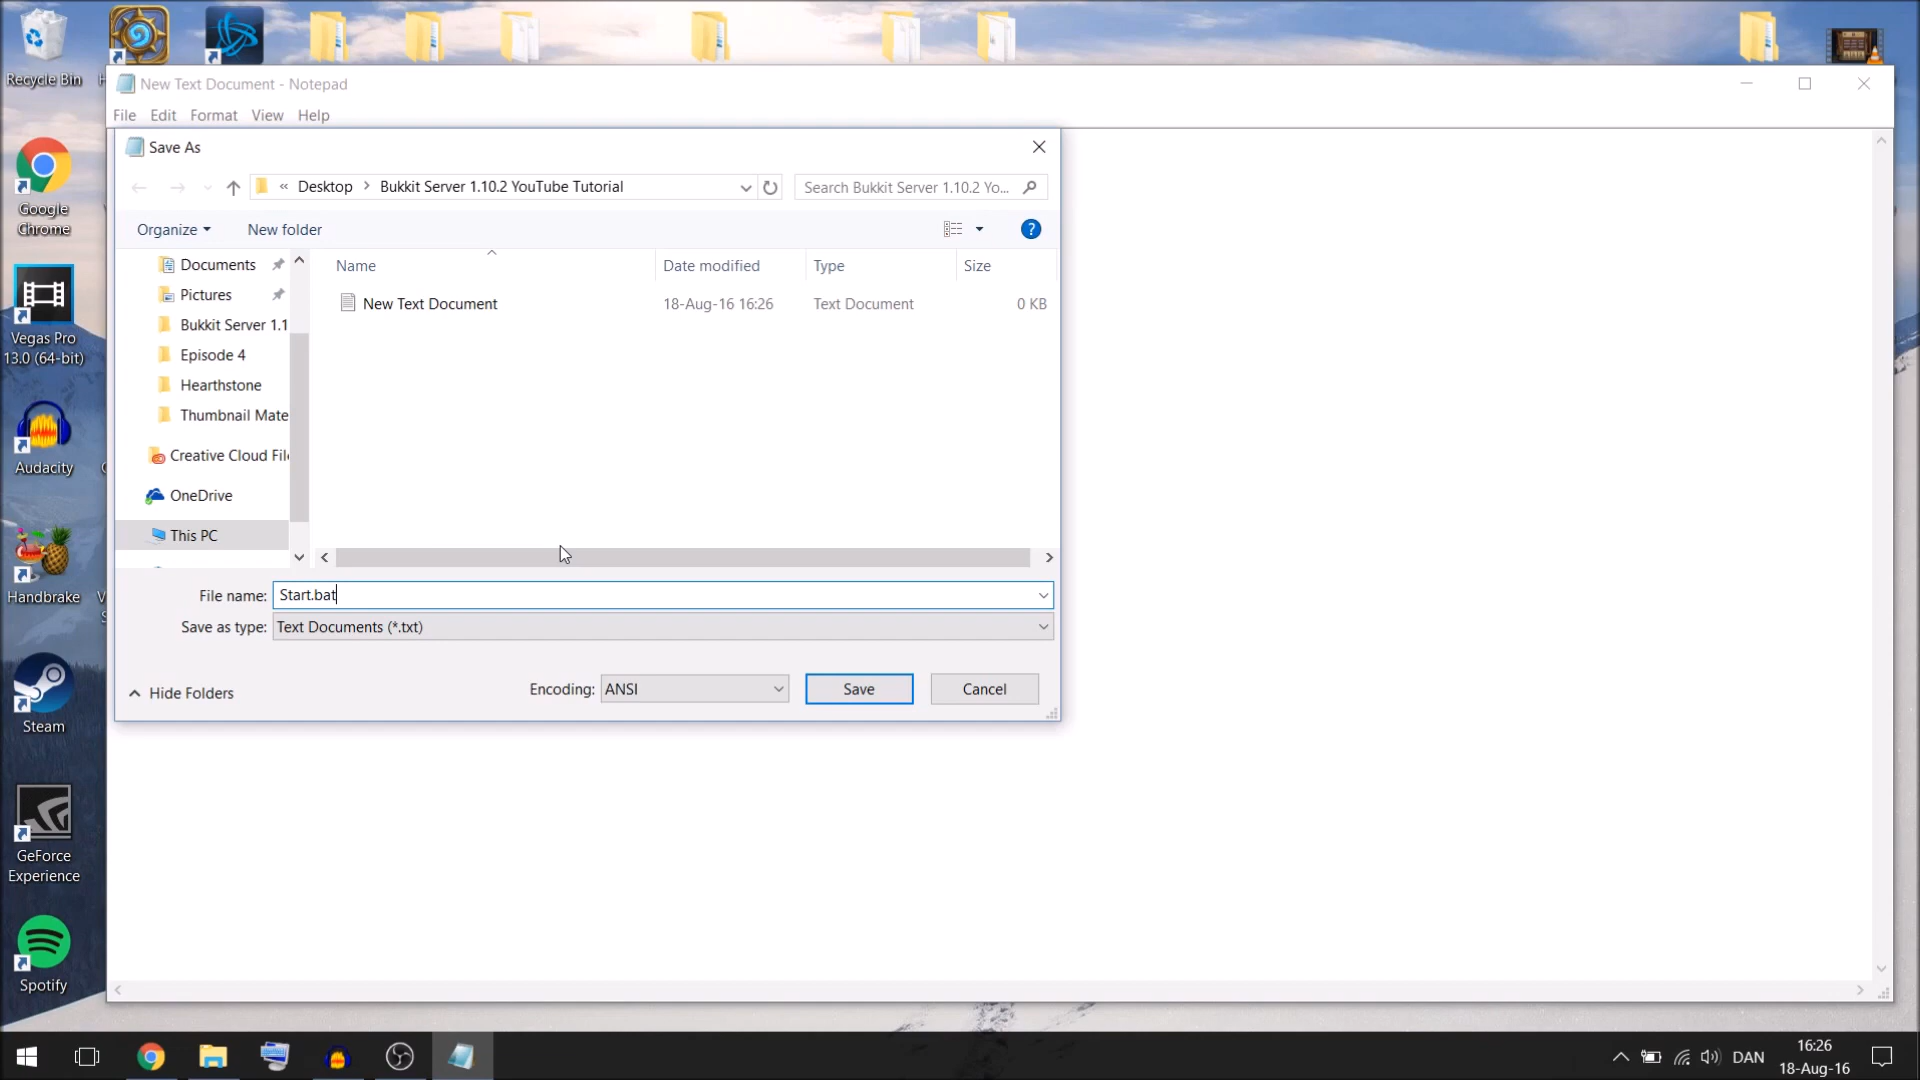 Recycle Bin
H
New Text Document - Notepad
File Edit Format View Help
Save As
« Desktop > Bukkit Server 1.10.2 YouTube Tutorial
Search Bukkit Server 1.10.2 Yo...
Organize
New folder
?
Name
Date modified
Type
Size
Documents
Pictures
Bukkit Server 1.1
Episode 4
Hearthstone
Thumbnail Mate
Creative Cloud Fil
OneDrive
This PC
New Text Document
18-Aug-16 16:26
Text Document
0 KB
File name:
Start.bat
Save as type:
Text Documents (*.txt)
Hide Folders
Encoding:
ANSI
Save
Cancel
Google
Chrome
Vegas Pro
13.0 (64-bit)
Audacity
Handbrake
Steam
GeForce
Experience
Spotify
DAN
16:26
18-Aug-16